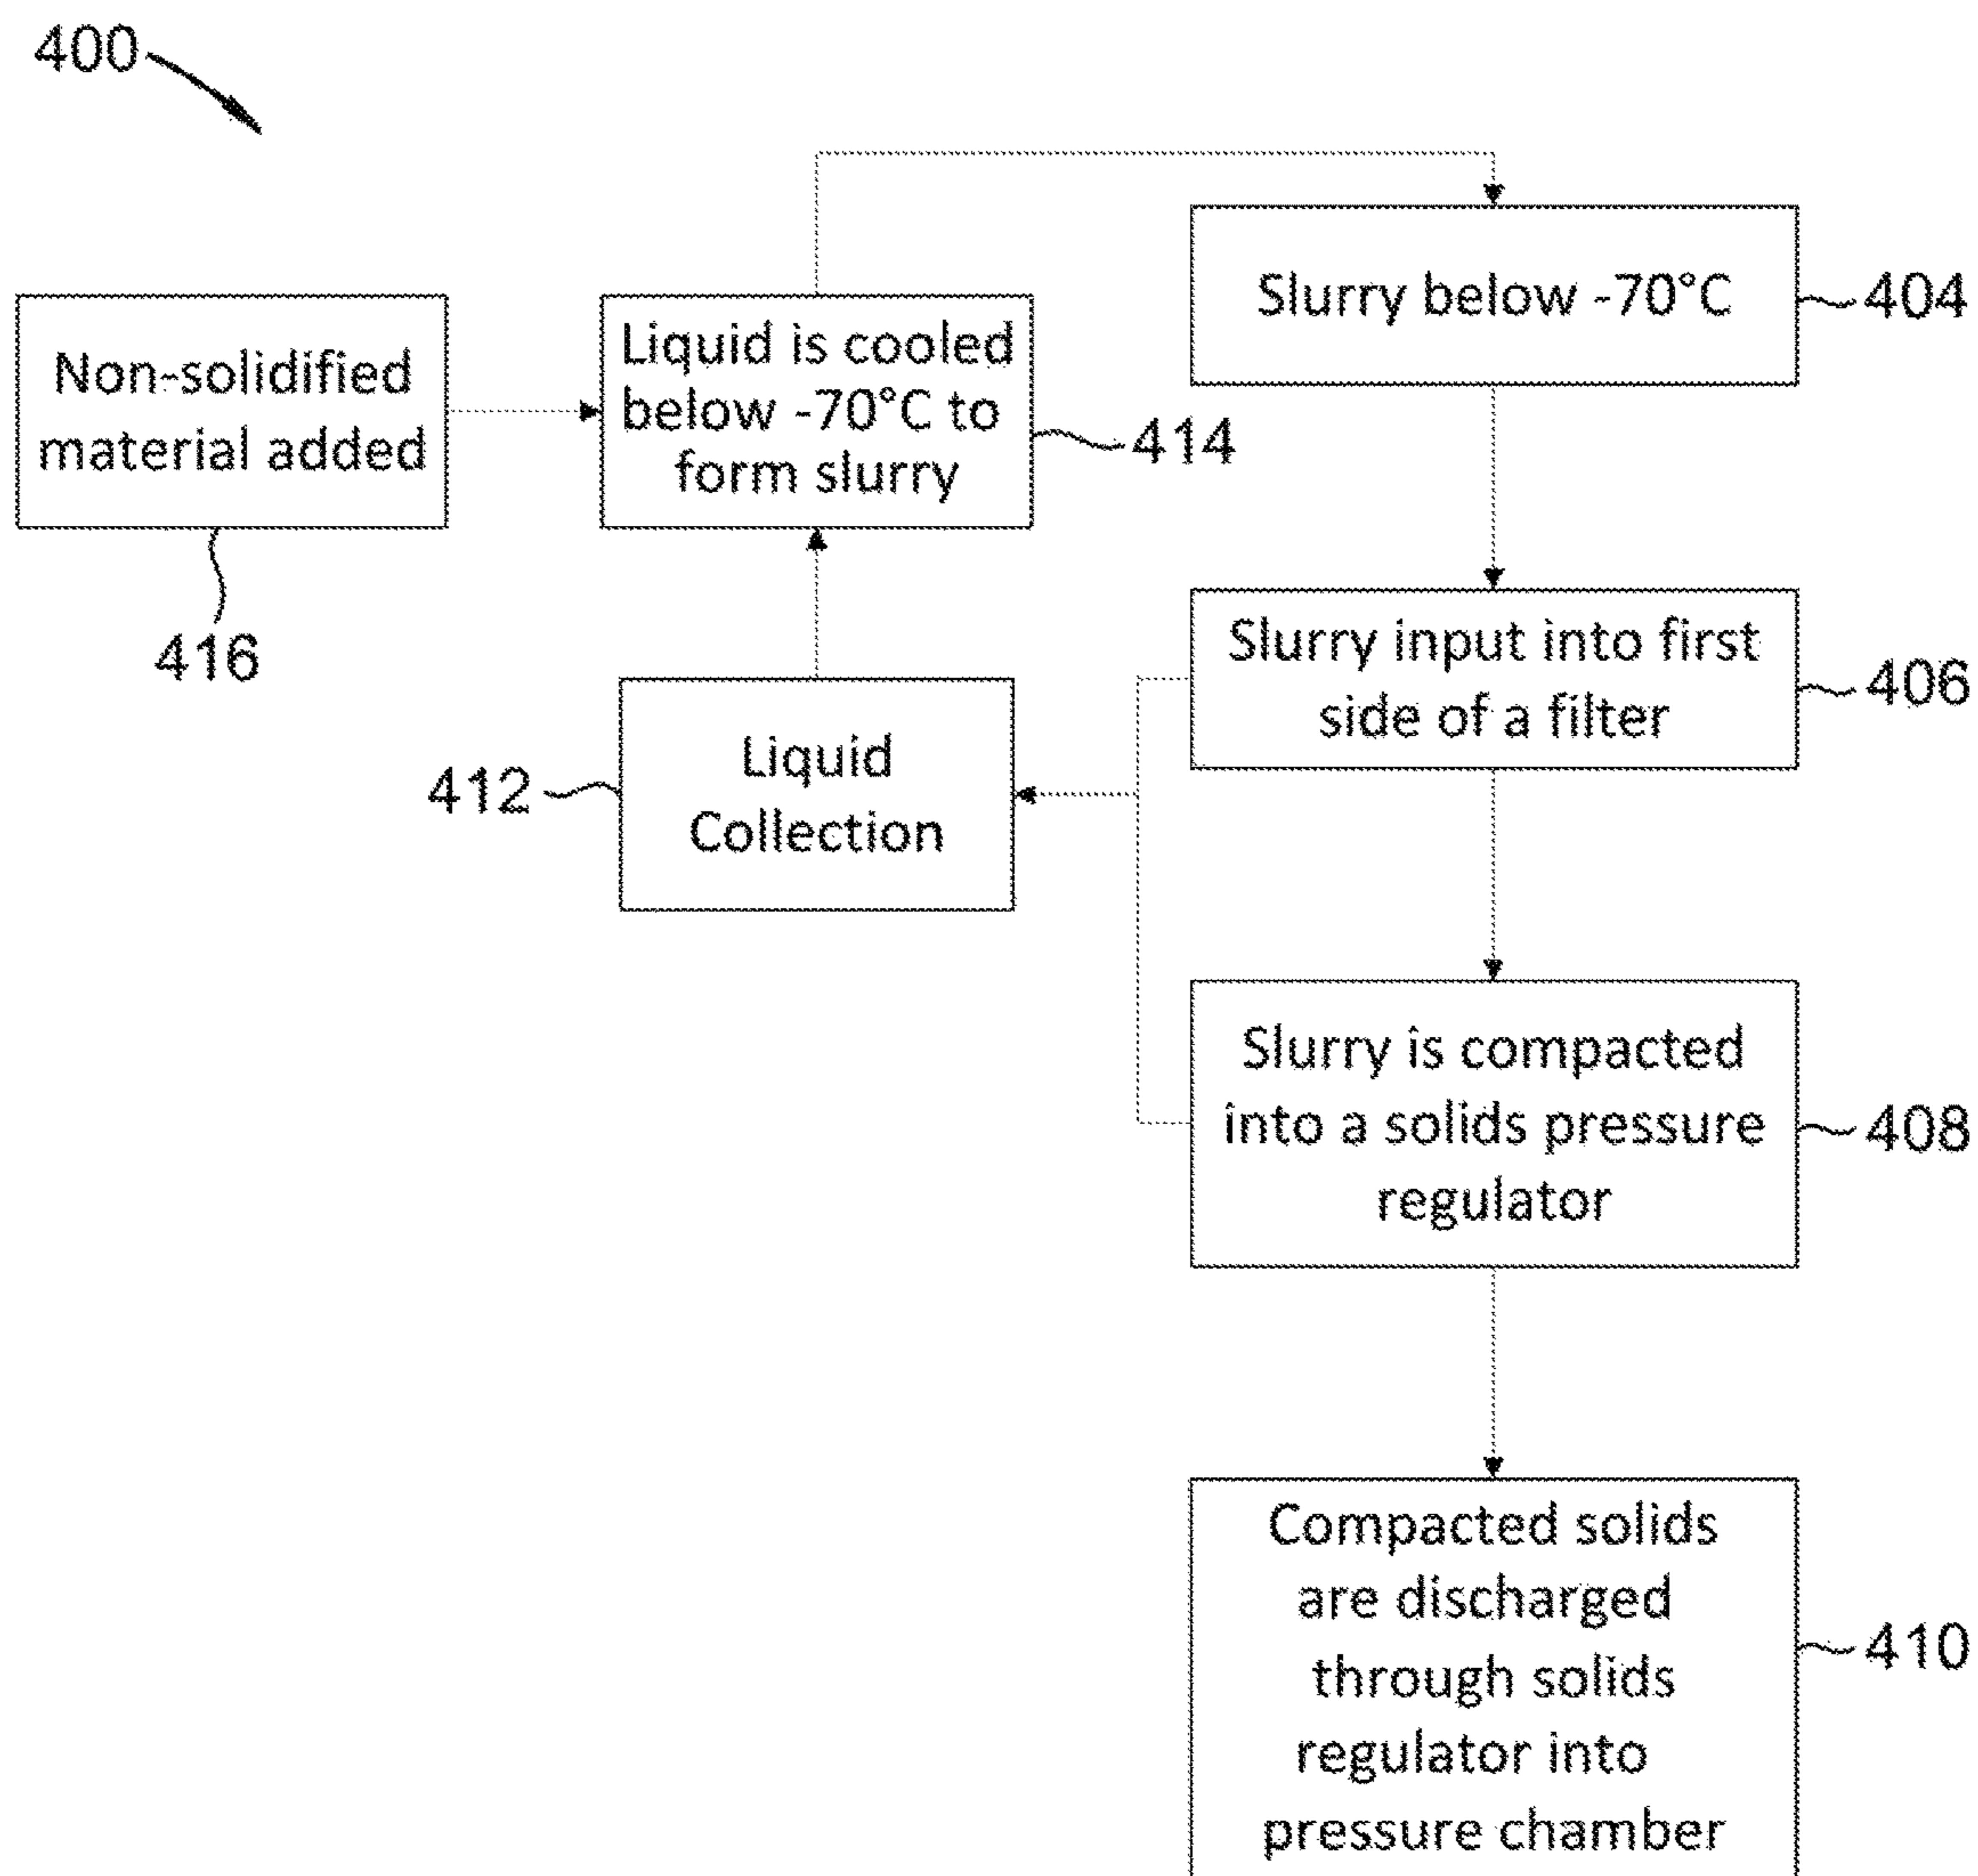 400
Non-solidified
material added
416
Liquid is cooled
below -70°C to
form slurry
414
Slurry below -70°C
404
Slurry input into first
side of a filter
406
Liquid
Collection
412
Slurry is compacted
into a solids pressure
regulator
408
Compacted solids
are discharged
through solids
regulator into
pressure chamber
410